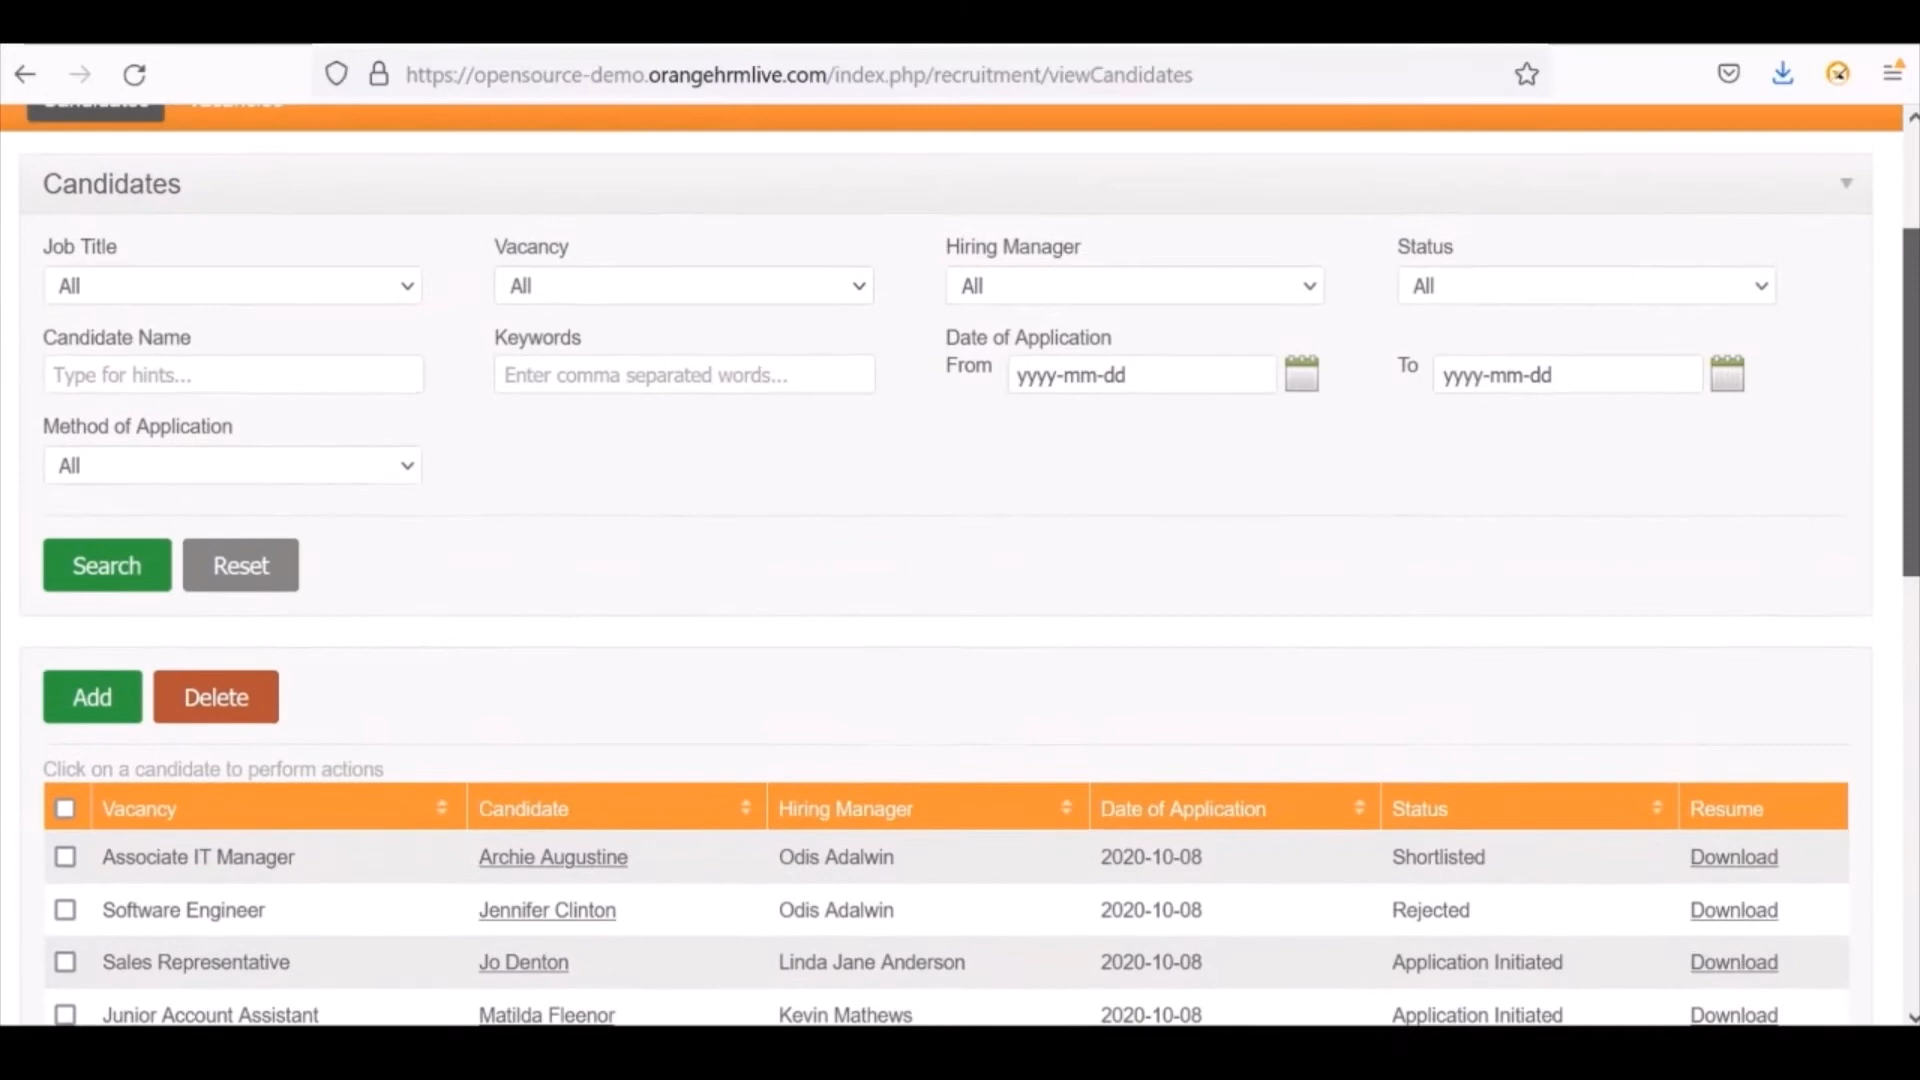 https://opensource-demo.orangehrmlive.com/index.php/recruitment/viewCandidates
Candidates Vacancies
Candidates
Job Title Vacancy Hiring Manager Status
All All All All
Candidate Name Keywords Date of Application
Type for hints... Enter comma separated words... From yyyy-mm-dd To yyyy-mm-dd
Method of Application
All
Search Reset
Add Delete
Click on a candidate to perform actions
Vacancy Candidate Hiring Manager Date of Application Status Resume
Associate IT Manager Archie Augustine Odis Adalwin 2020-10-08 Shortlisted Download
Software Engineer Jennifer Clinton Odis Adalwin 2020-10-08 Rejected Download
Sales Representative Jo Denton Linda Jane Anderson 2020-10-08 Application Initiated Download
Junior Account Assistant Matilda Fleenor Kevin Mathews 2020-10-08 Application Initiated Download